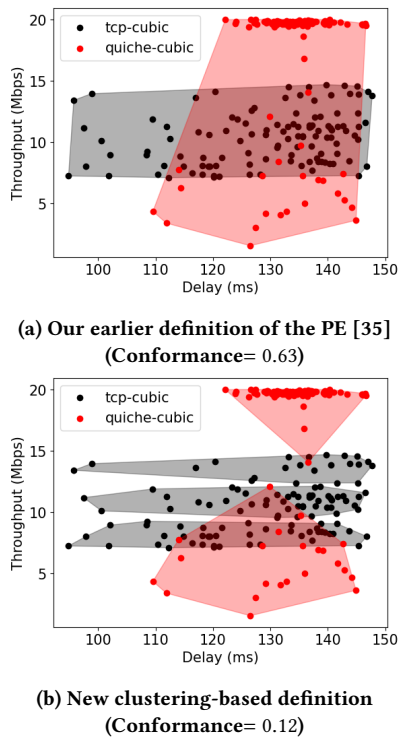 20
15
10
5
Throughput (Mbps)
tcp-cubic
quiche-cubic
100
110
120
130
140
150
Delay (ms)
(a) Our earlier definition of the PE [35]
(Conformance= 0.63)
20
15
10
5
Throughput (Mbps)
tcp-cubic
quiche-cubic
100
110
120
130
140
150
Delay (ms)
(b) New clustering-based definition
(Conformance= 0.12)